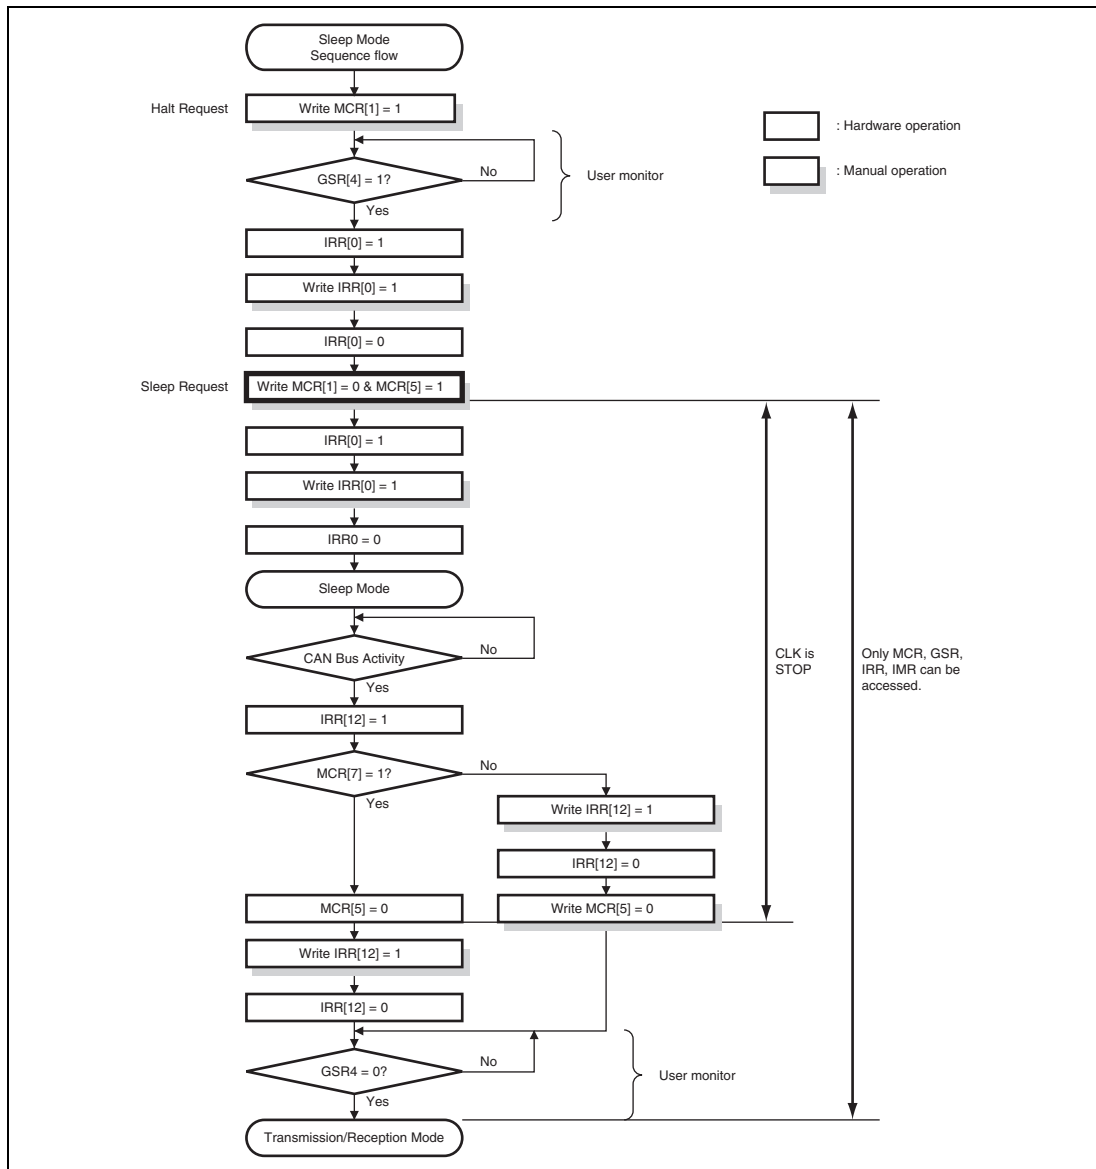 Sleep Mode
Sequence flow
Halt Request
Write MCR[1] = 1
: Hardware operation
GSR[4] = 1?
No
User monitor
: Manual operation
Yes
IRR[0] = 1
Write IRR[0] = 1
IRR[0] = 0
Sleep Request
Write MCR[1] = 0 & MCR[5] = 1
IRR[0] = 1
Write IRR[0] = 1
IRR0 = 0
Sleep Mode
CAN Bus Activity
No
CLK is
STOP
Only MCR, GSR,
IRR, IMR can be
accessed.
Yes
IRR[12] = 1
MCR[7] = 1?
No
Yes
Write IRR[12] = 1
IRR[12] = 0
MCR[5] = 0
Write MCR[5] = 0
Write IRR[12] = 1
IRR[12] = 0
GSR4 = 0?
No
User monitor
Yes
Transmission/Reception Mode